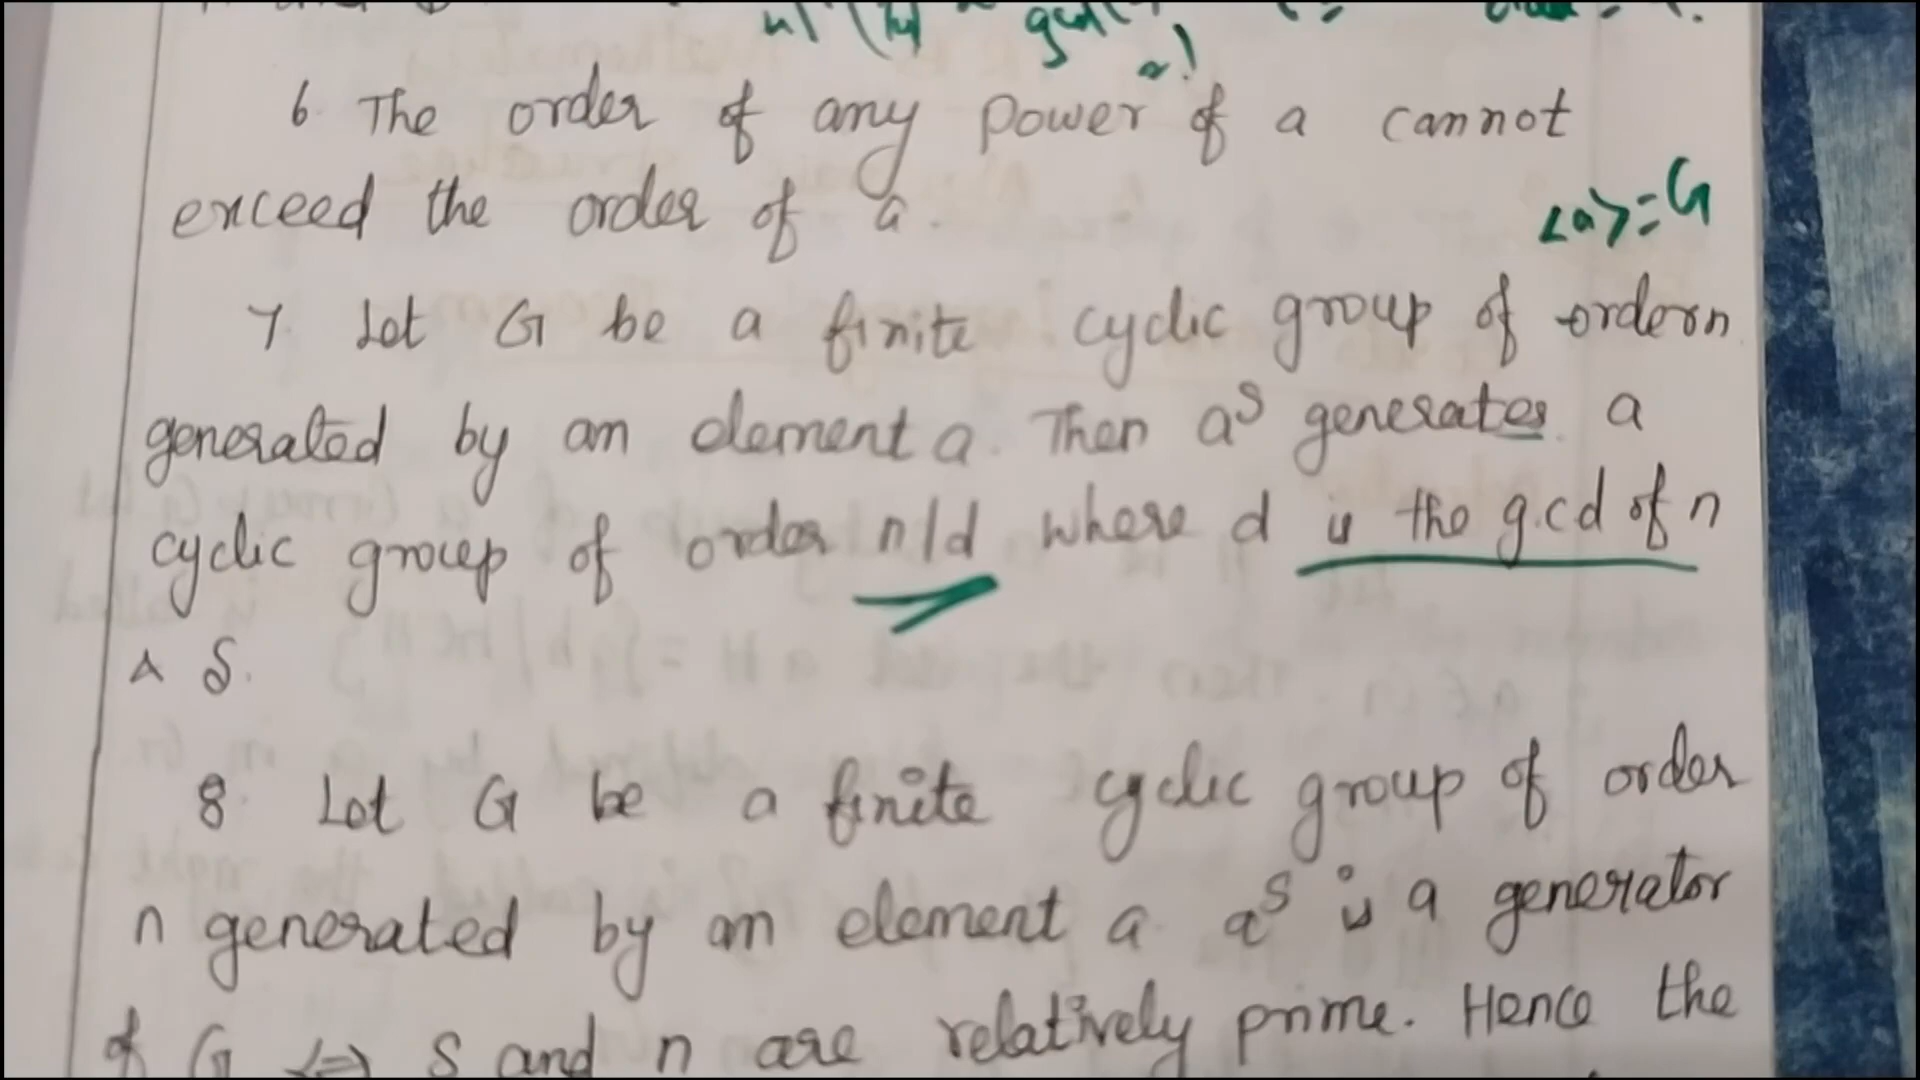 6. The order of any power of a cannot
exceed the order of a.
<a>=G
7. Let G be a finite cyclic group of order n
generated by an element a. Then a^s generates a
cyclic group of order n/d where d is the g.c.d of n
& s.
8. Let G be a finite cyclic group of order
n generated by an element a. a^s is a generator
of G <=> s and n are relatively prime. Hence the